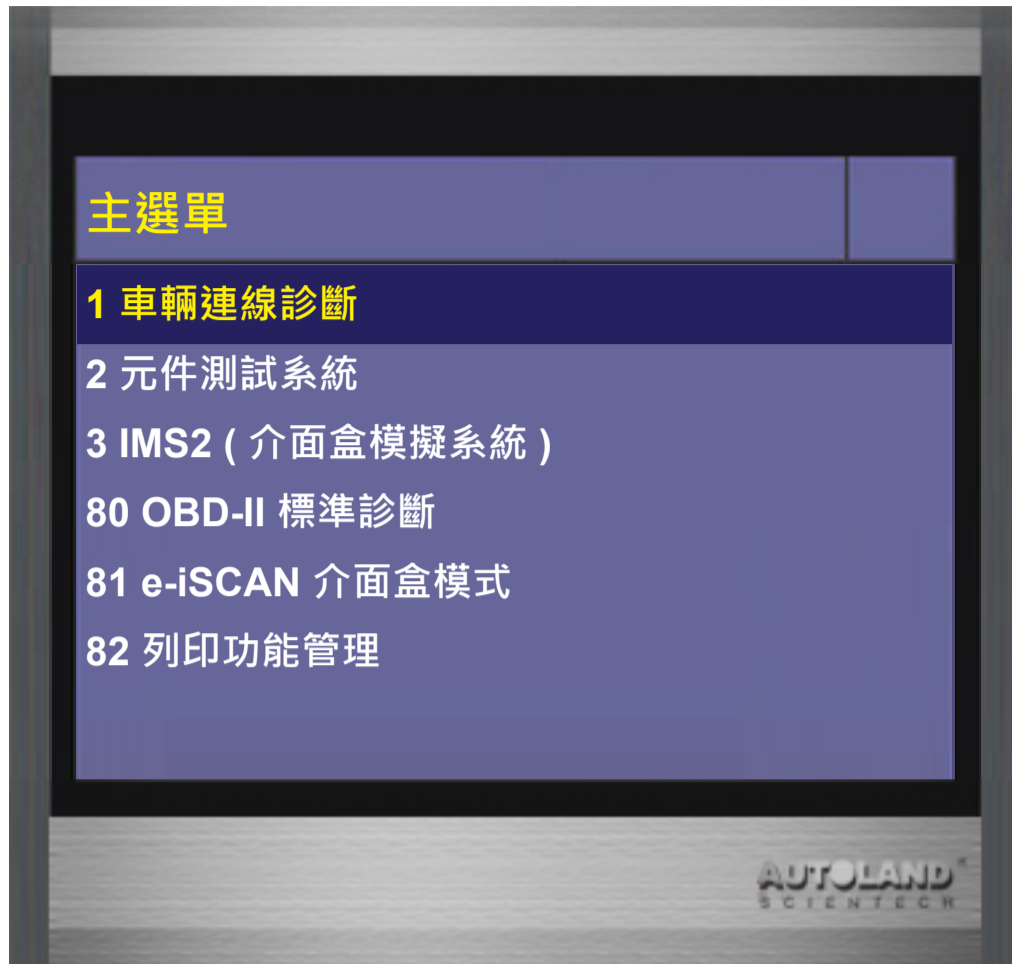 主選單
1 車輛連線診斷
2 元件測試系統
3 IMS2 ( 介面盒模擬系統 )
80 OBD-II 標準診斷
81 e-iSCAN 介面盒模式
82 列印功能管理
AUTOLAND
SCIENTECH